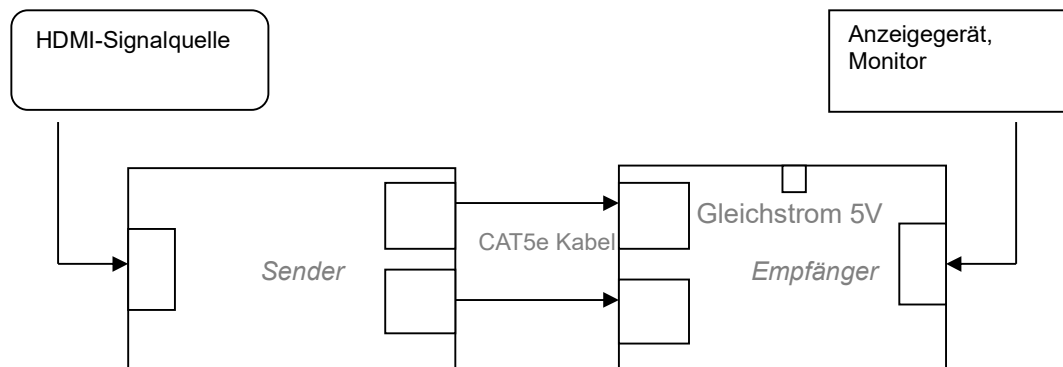 HDMI-Signalquelle
Anzeigegerät,
Monitor
Gleichstrom 5V
CAT5e Kabel
Sender
Empfänger